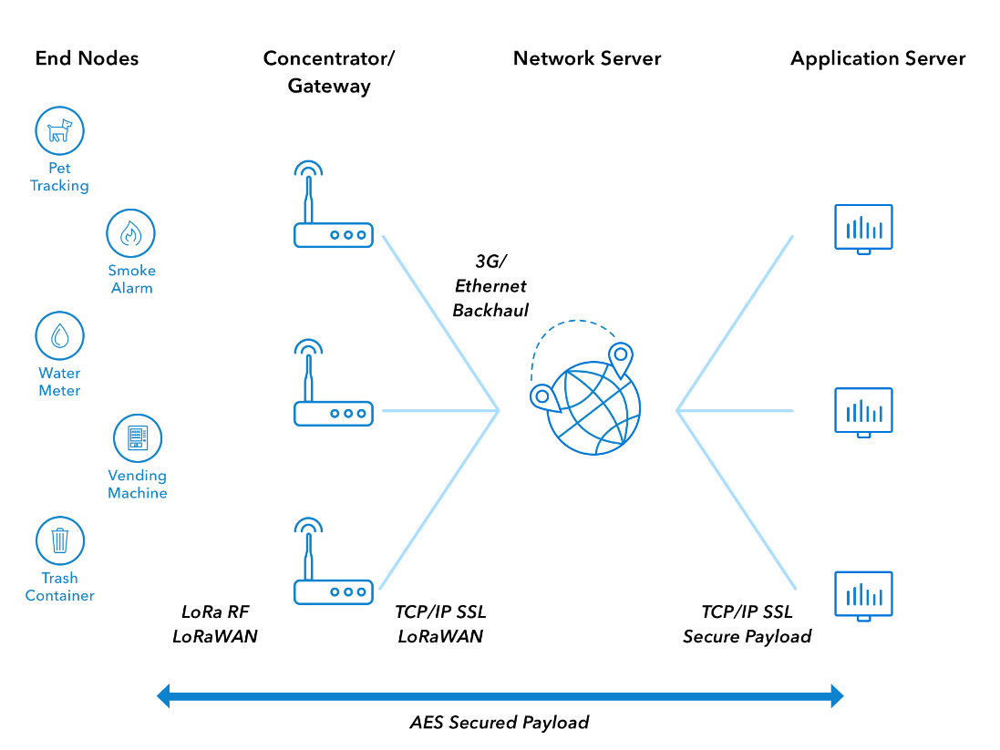 End Nodes
Concentrator/
Gateway
Network Server
Application Server
Pet
Tracking
Smoke
Alarm
Water
Meter
Vending
Machine
Trash
Container
3G/
Ethernet
Backhaul
LoRa RF
LoRaWAN
TCP/IP SSL
LoRaWAN
TCP/IP SSL
Secure Payload
AES Secured Payload